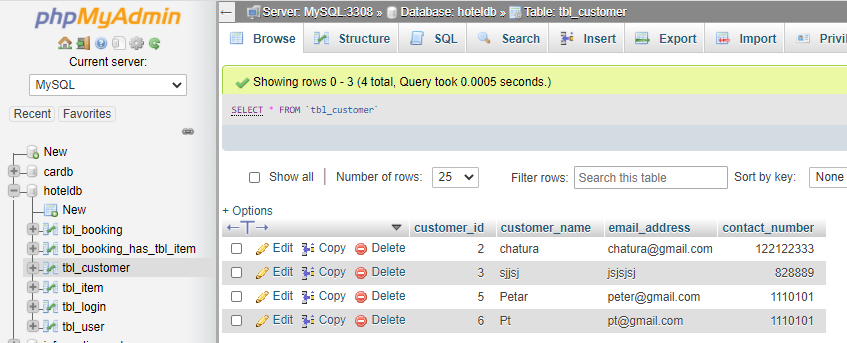 phpMyAdmin
Current server:
MySQL
Recent Favorites
New
cardb
hoteldb
New
tbl_booking
tbl_booking_has_tbl_item
tbl_customer
tbl_item
tbl_login
tbl_user
Server: MySQL:3308 » Database: hoteldb » Table: tbl_customer
Browse Structure SQL Search Insert Export Import
Showing rows 0 - 3 (4 total, Query took 0.0005 seconds.)
SELECT * FROM `tbl_customer`
Show all Number of rows: 25 Filter rows: Search this table Sort by key: None
+ Options
←T→ customer_id customer_name email_address contact_number
Edit Copy Delete 2 chatura chatura@gmail.com 122122333
Edit Copy Delete 3 sjjsj jsjsjsj 828889
Edit Copy Delete 5 Petar peter@gmail.com 1110101
Edit Copy Delete 6 Pt pt@gmail.com 1110101